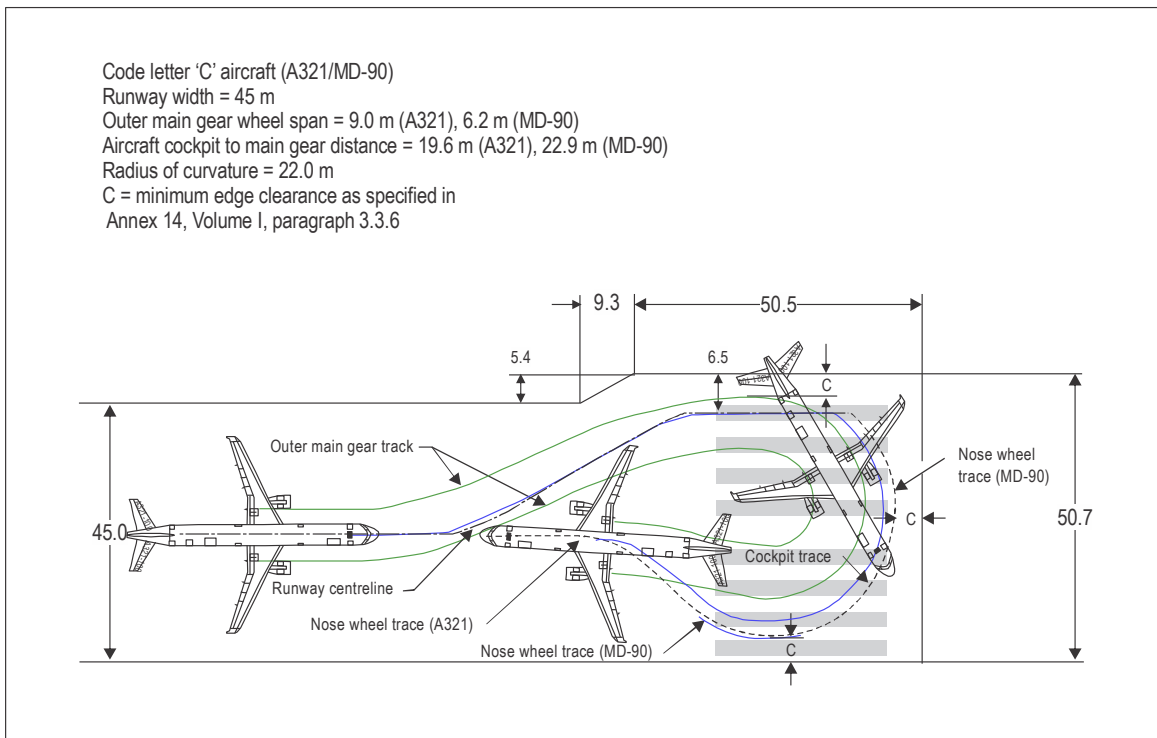 Code letter ‘C’ aircraft (A321/MD-90)
Runway width = 45 m
Outer main gear wheel span = 9.0 m (A321), 6.2 m (MD-90)
Aircraft cockpit to main gear distance = 19.6 m (A321), 22.9 m (MD-90)
Radius of curvature = 22.0 m
C = minimum edge clearance as specified in
Annex 14, Volume I, paragraph 3.3.6
9.3
50.5
5.4
6.5
C
Outer main gear track
Nose wheel
trace (MD-90)
45.0
C
50.7
Cockpit trace
Runway centreline
Nose wheel trace (A321)
Nose wheel trace (MD-90)
C